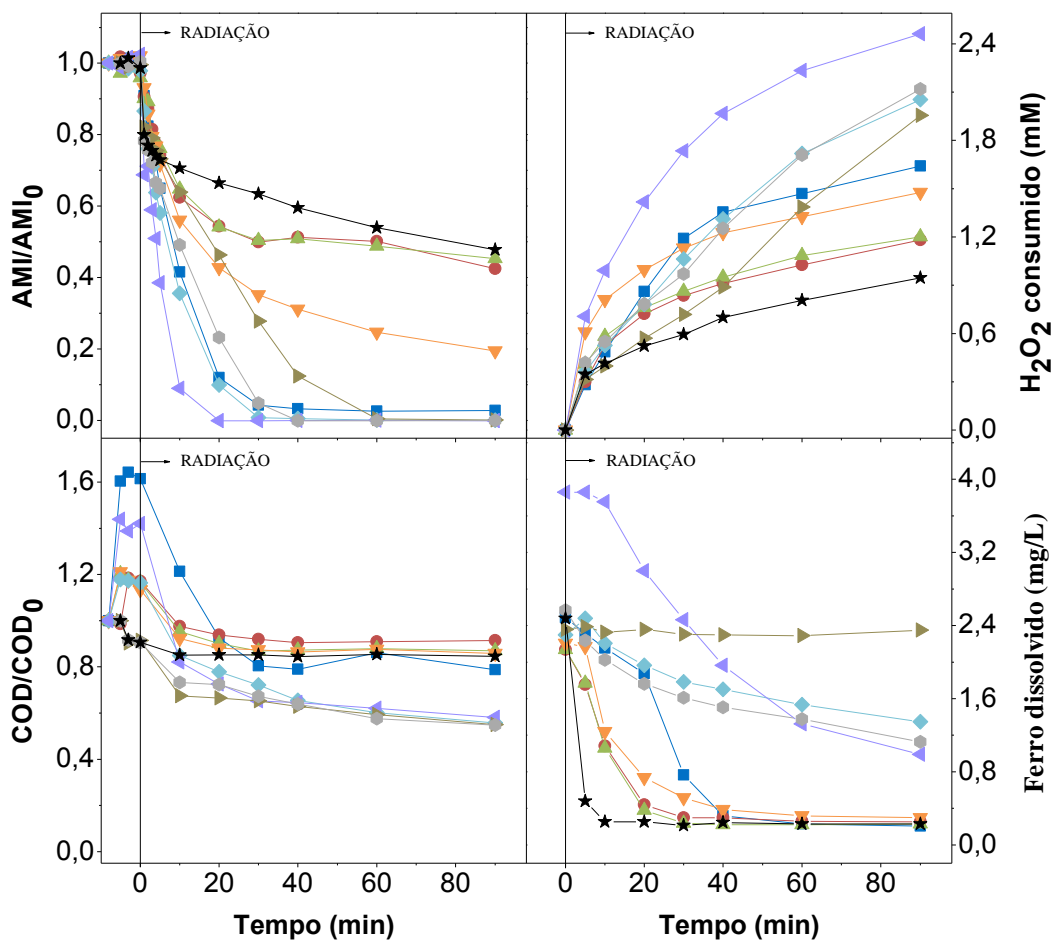 RADIAÇÃO
RADIAÇÃO
1,0
0,8
0,6
0,4
0,2
0,0
AMI/AMI0
2,4
1,8
1,2
0,6
0,0
H2O2 consumido (mM)
RADIAÇÃO
RADIAÇÃO
1,6
1,2
0,8
0,4
0,0
COD/COD0
4,0
3,2
2,4
1,6
0,8
0,0
Ferro dissolvido (mg/L)
0 20 40 60 80
0 20 40 60 80
Tempo (min)
Tempo (min)